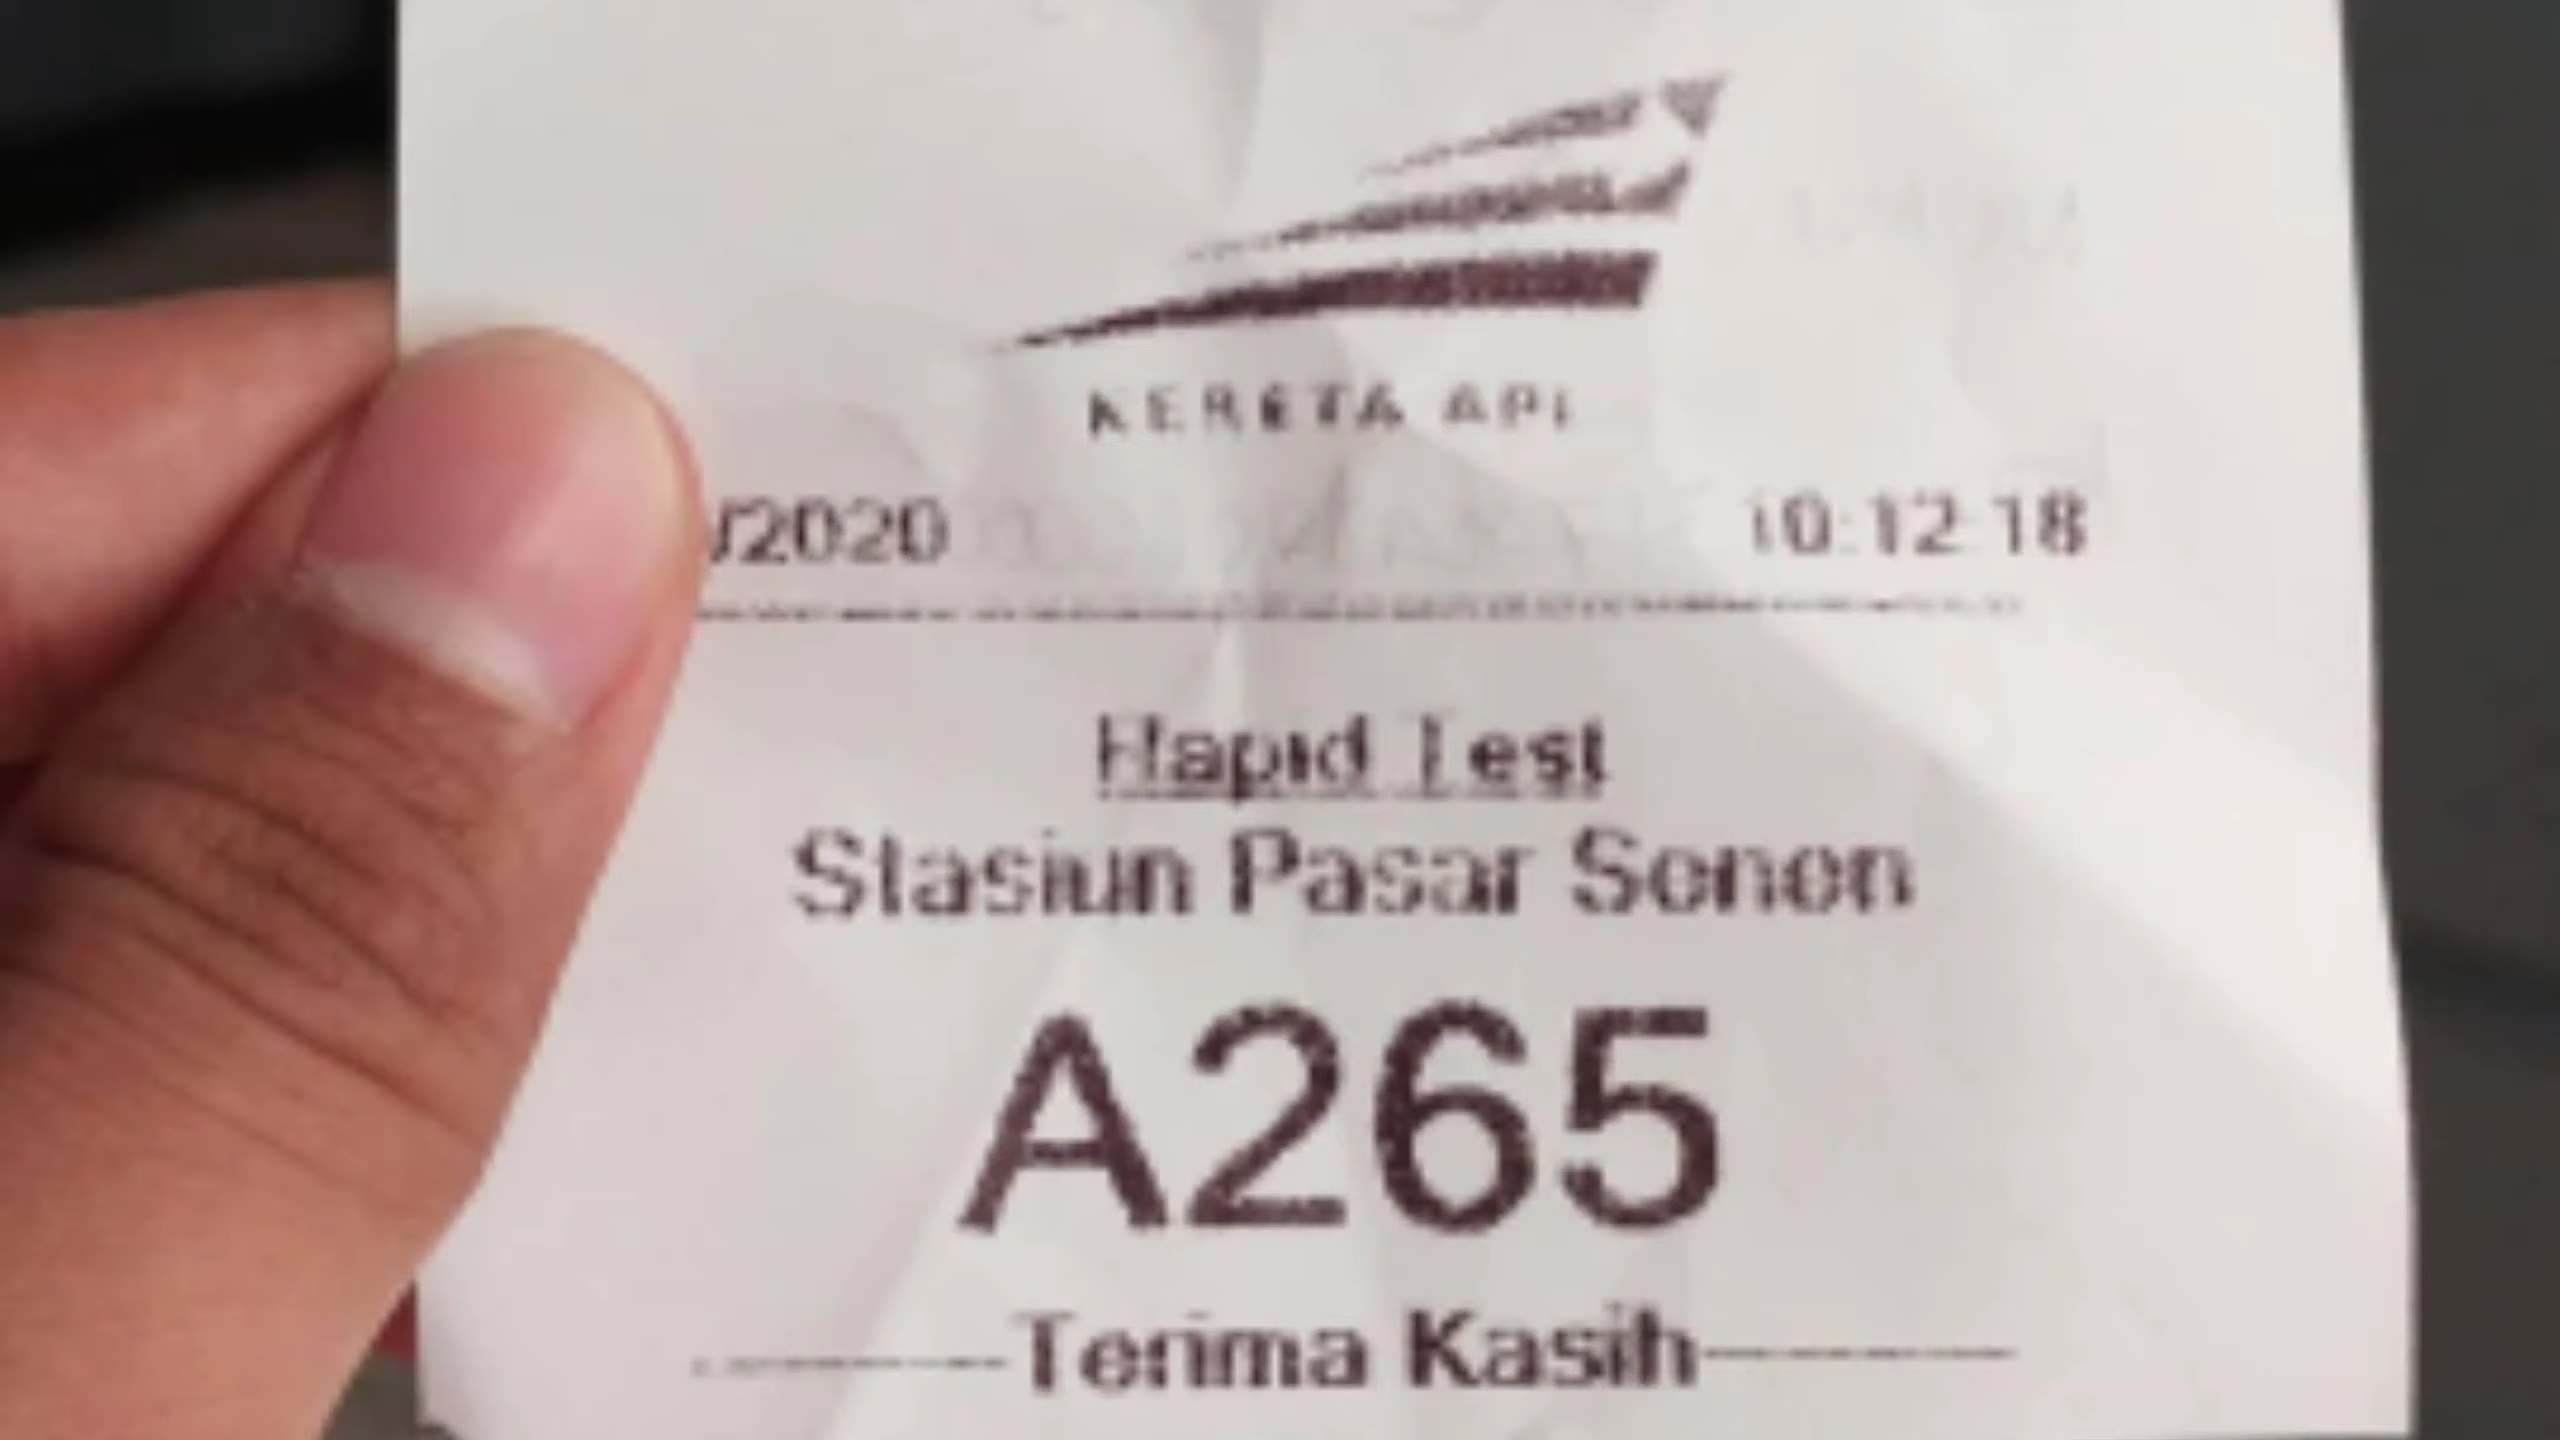 KERETA API
/2020 10:12:18
Rapid Test
Stasiun Pasar Senen
A265
Terima Kasih